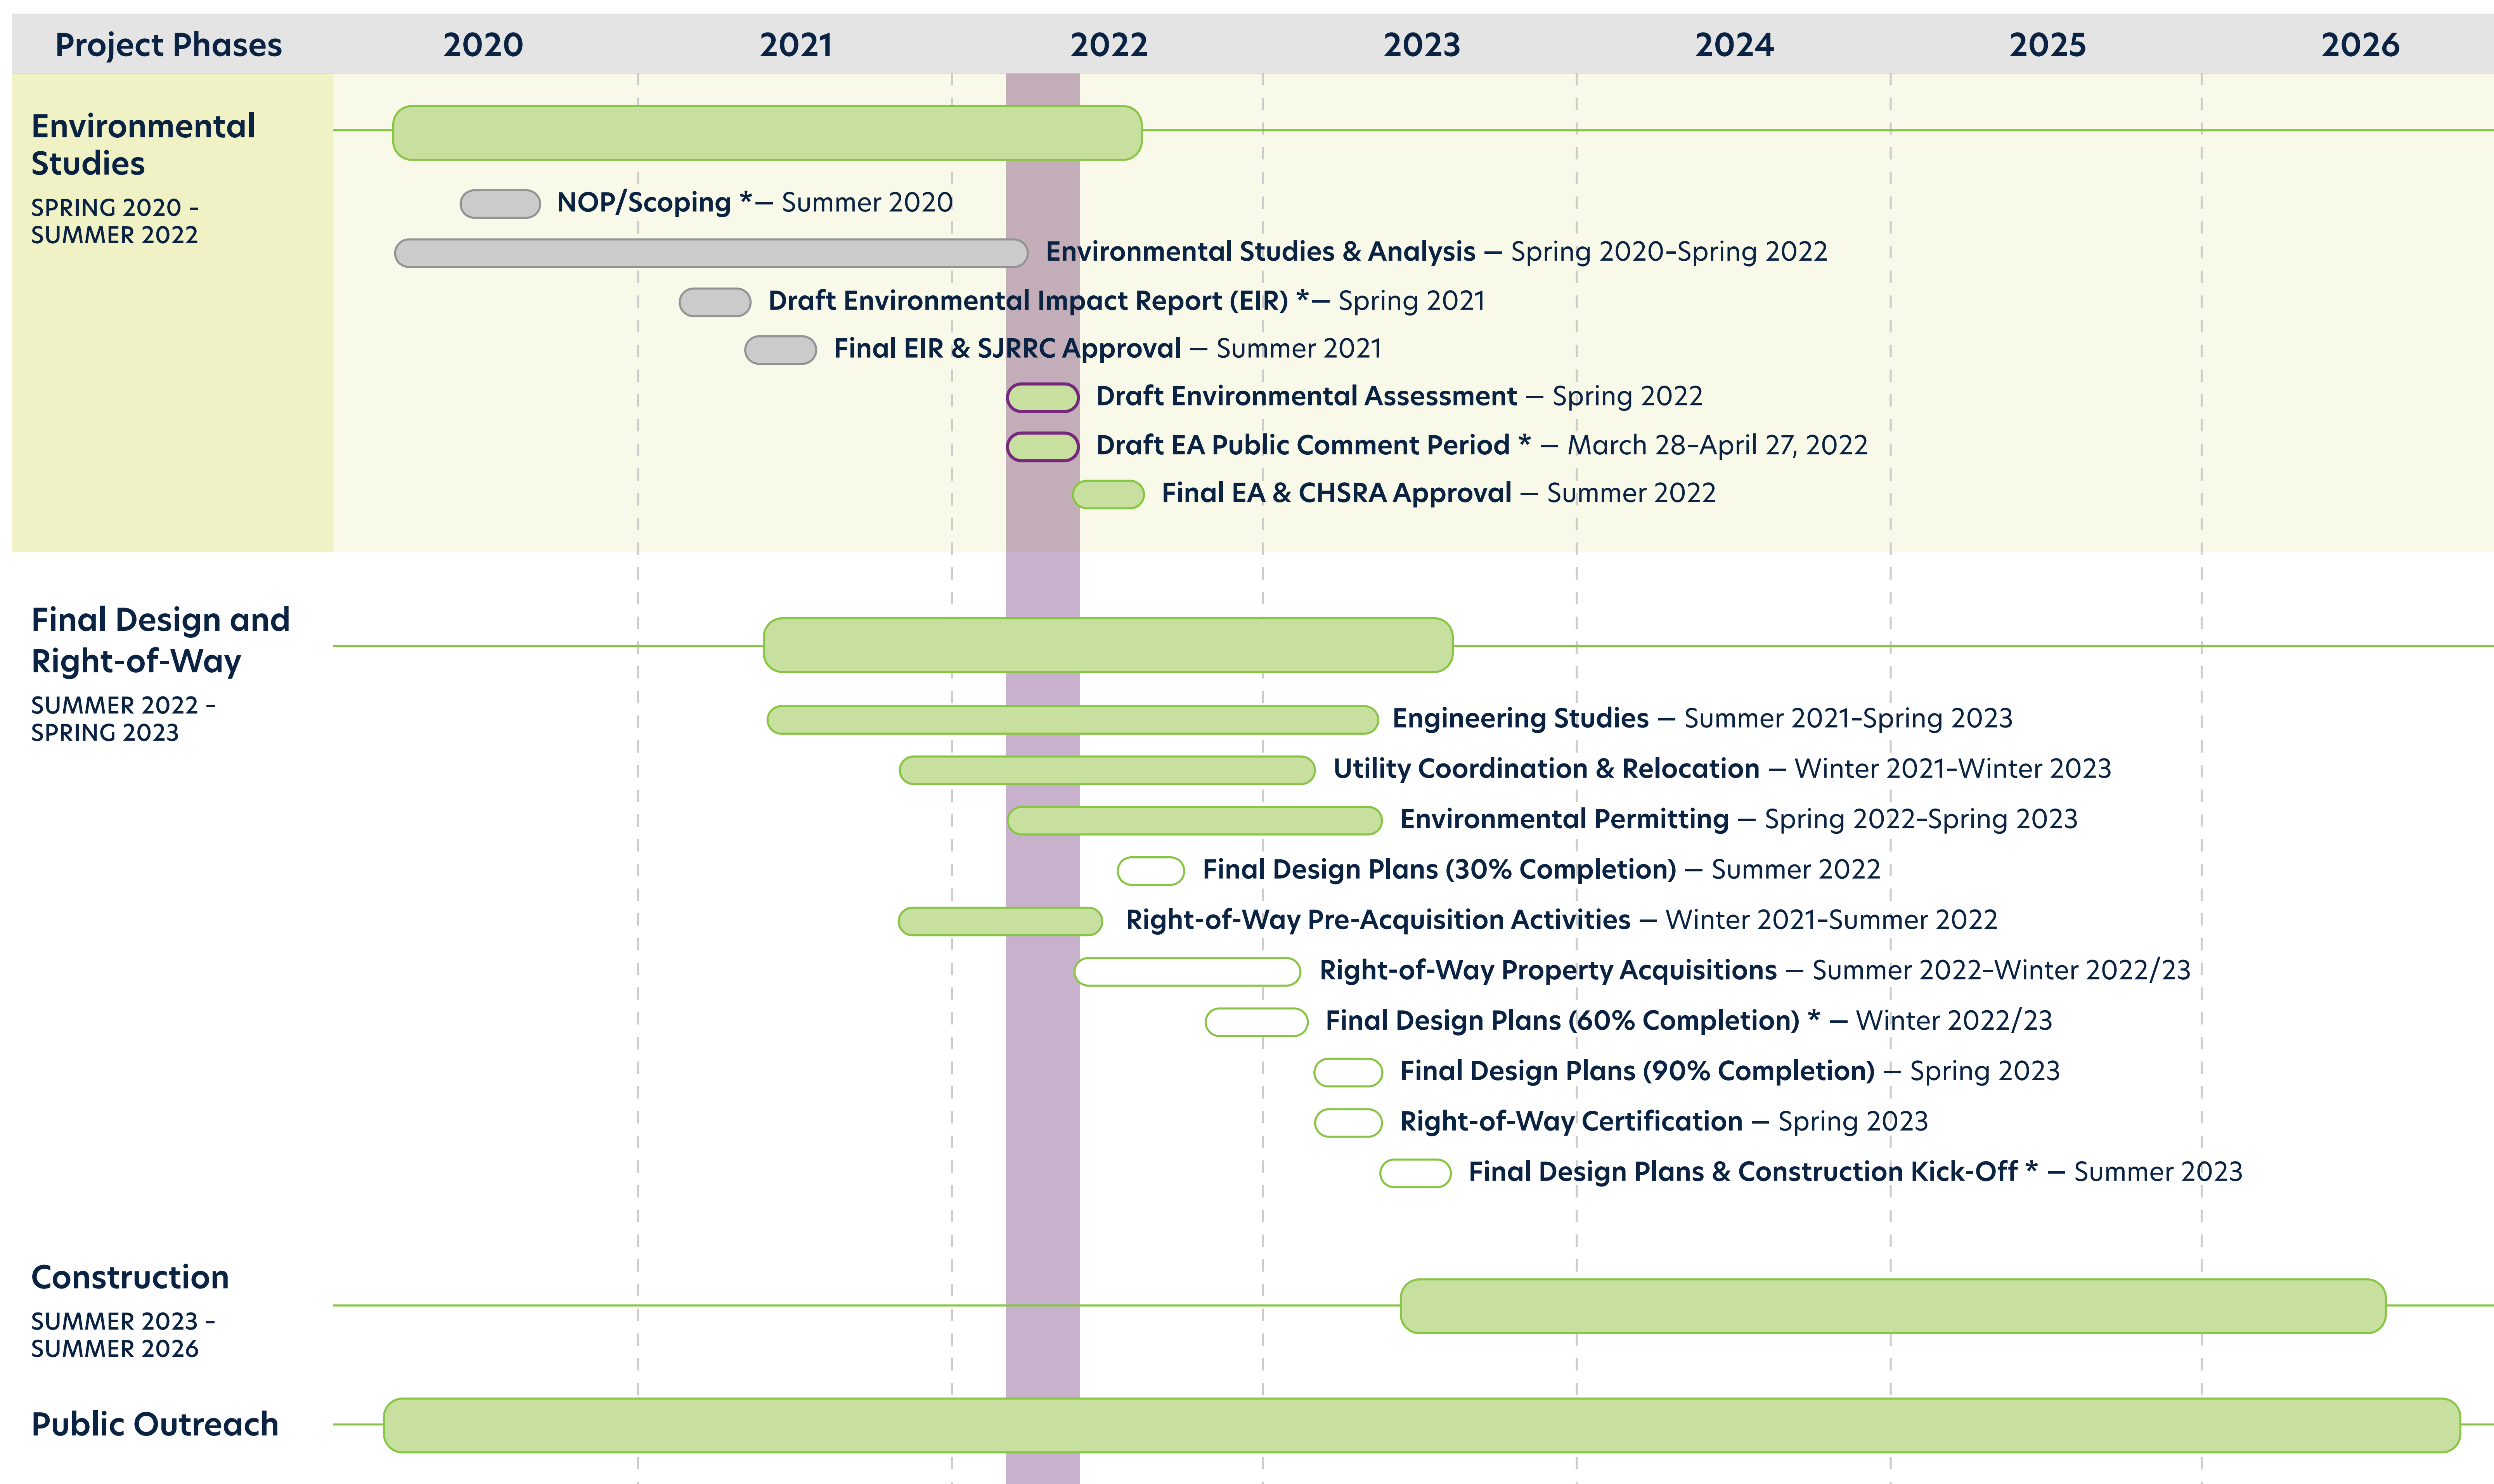 Project Phases 2020 2021 2022 2023 2024 2025 2026
Environmental
Studies
SPRING 2020 –
SUMMER 2022
NOP/Scoping *— Summer 2020
Environmental Studies & Analysis — Spring 2020–Spring 2022
Draft Environmental Impact Report (EIR) *— Spring 2021
Final EIR & SJRRC Approval — Summer 2021
Draft Environmental Assessment — Spring 2022
Draft EA Public Comment Period * — March 28–April 27, 2022
Final EA & CHSRA Approval — Summer 2022
Final Design and
Right-of-Way
SUMMER 2022 –
SPRING 2023
Engineering Studies — Summer 2021–Spring 2023
Utility Coordination & Relocation — Winter 2021–Winter 2023
Environmental Permitting — Spring 2022–Spring 2023
Final Design Plans (30% Completion) — Summer 2022
Right-of-Way Pre-Acquisition Activities — Winter 2021–Summer 2022
Right-of-Way Property Acquisitions — Summer 2022–Winter 2022/23
Final Design Plans (60% Completion) * — Winter 2022/23
Final Design Plans (90% Completion) — Spring 2023
Right-of-Way Certification — Spring 2023
Final Design Plans & Construction Kick-Off * — Summer 2023
Construction
SUMMER 2023 –
SUMMER 2026
Public Outreach